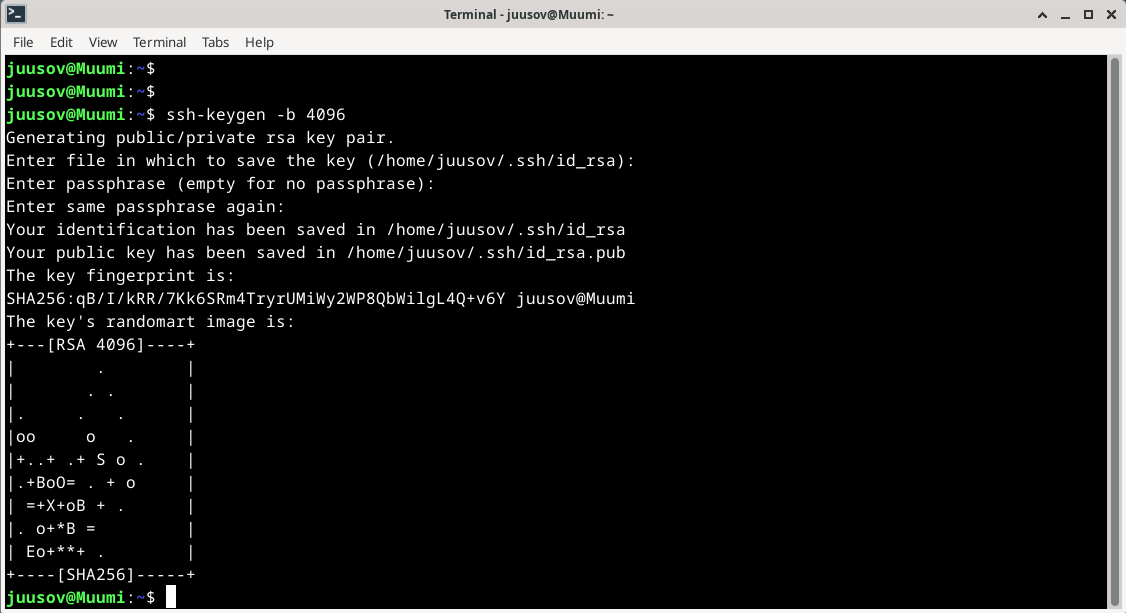 Terminal - juusov@Muumi: ~
File Edit View Terminal Tabs Help
juusov@Muumi:~$
juusov@Muumi:~$
juusov@Muumi:~$ ssh-keygen -b 4096
Generating public/private rsa key pair.
Enter file in which to save the key (/home/juusov/.ssh/id_rsa):
Enter passphrase (empty for no passphrase):
Enter same passphrase again:
Your identification has been saved in /home/juusov/.ssh/id_rsa
Your public key has been saved in /home/juusov/.ssh/id_rsa.pub
The key fingerprint is:
SHA256:qB/I/kRR/7Kk6SRm4TryrUMiWy2WP8QbWilgL4Q+v6Y juusov@Muumi
The key's randomart image is:
+---[RSA 4096]----+
|        .        |
|       . .       |
|.     .   .      |
|oo     o   .     |
|+..+ .+ S o .    |
|.+BoO= . + o     |
| =+X+oB + .      |
|. o+*B =         |
| Eo+**+ .        |
+----[SHA256]-----+
juusov@Muumi:~$